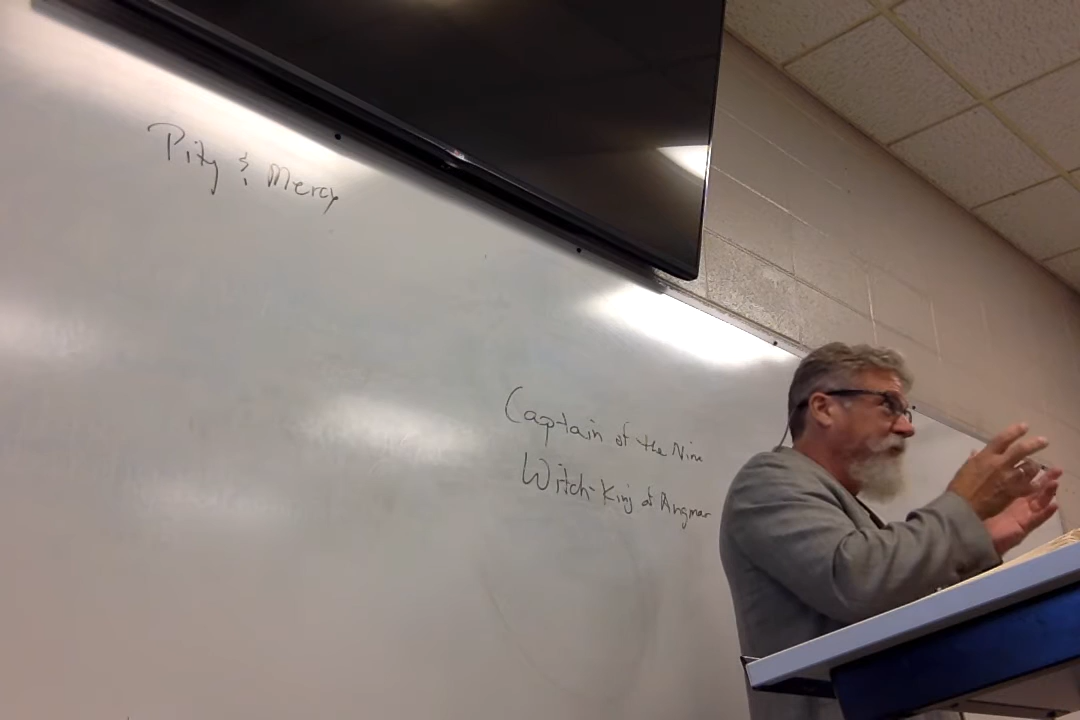 Pity & Mercy
Captain of the Nine
Witch-King of Angmar